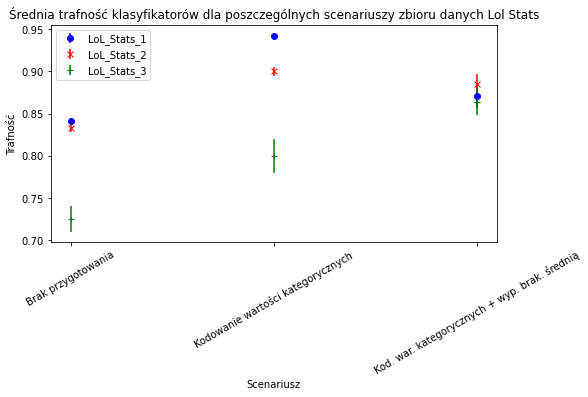 Średnia trafność klasyfikatorów dla poszczególnych scenariuszy zbioru danych Lol Stats
0.95
0.90
0.85
0.80
0.75
0.70
Trafność
LoL_Stats_1
LoL_Stats_2
LoL_Stats_3
Brak przygotowania
Kodowanie wartości kategorycznych
Kod. war. kategorycznych + wyp. brak. średnią
Scenariusz